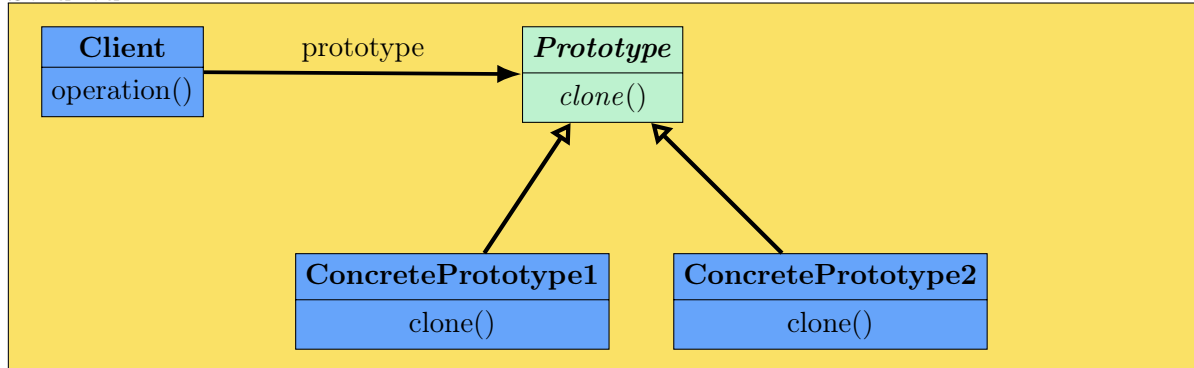 Client
operation()
prototype
Prototype
clone()
ConcretePrototype1
clone()
ConcretePrototype2
clone()